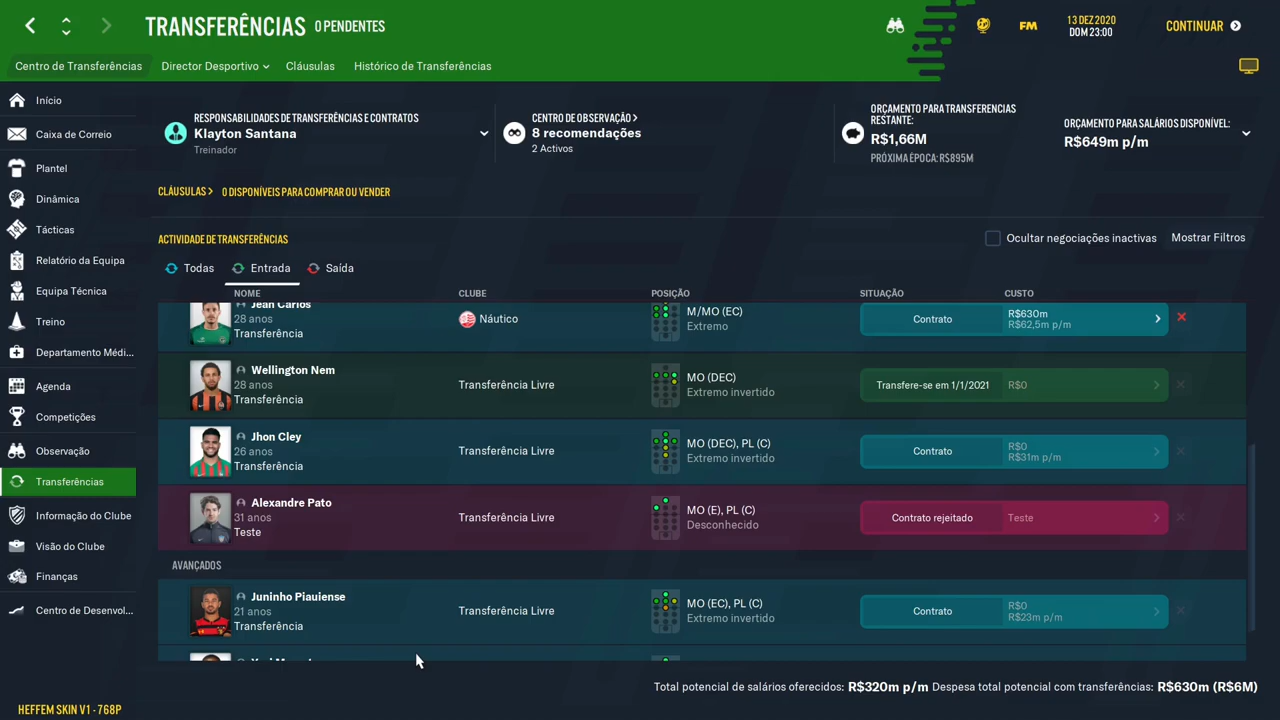 TRANSFERÊNCIAS 0 PENDENTES
FM
13 DEZ 2020
DOM 23:00
CONTINUAR
Centro de Transferências
Director Desportivo
Cláusulas
Histórico de Transferências
Início
Caixa de Correio
Plantel
Dinâmica
Tácticas
Relatório da Equipa
Equipa Técnica
Treino
Departamento Médi...
Agenda
Competições
Observação
Transferências
Informação do Clube
Visão do Clube
Finanças
Centro de Desenvol...
HEFFEM SKIN V1 - 768P
RESPONSABILIDADES DE TRANSFERÊNCIAS E CONTRATOS
Klayton Santana
Treinador
CENTRO DE OBSERVAÇÃO >
8 recomendações
2 Activos
ORÇAMENTO PARA TRANSFERENCIAS
RESTANTE:
R$1,66M
PRÓXIMA ÉPOCA: R$895M
ORÇAMENTO PARA SALÁRIOS DISPONÍVEL:
R$649m p/m
CLÁUSULAS > 0 DISPONÍVEIS PARA COMPRAR OU VENDER
ACTIVIDADE DE TRANSFERÊNCIAS
Ocultar negociações inactivas
Mostrar Filtros
Todas
Entrada
Saída
NOME CLUBE POSIÇÃO SITUAÇÃO CUSTO
Jean Carlos
28 anos
Transferência
Náutico
M/MO (EC)
Extremo
Contrato
R$630m
R$62,5m p/m
Wellington Nem
28 anos
Transferência
Transferência Livre
MO (DEC)
Extremo invertido
Transfere-se em 1/1/2021
R$0
Jhon Cley
26 anos
Transferência
Transferência Livre
MO (DEC), PL (C)
Extremo invertido
Contrato
R$0
R$31m p/m
Alexandre Pato
31 anos
Teste
Transferência Livre
MO (E), PL (C)
Desconhecido
Contrato rejeitado
Teste
AVANÇADOS
Juninho Piauiense
21 anos
Transferência
Transferência Livre
MO (EC), PL (C)
Extremo invertido
Contrato
R$0
R$23m p/m
Total potencial de salários oferecidos: R$320m p/m Despesa total potencial com transferências: R$630m (R$6M)